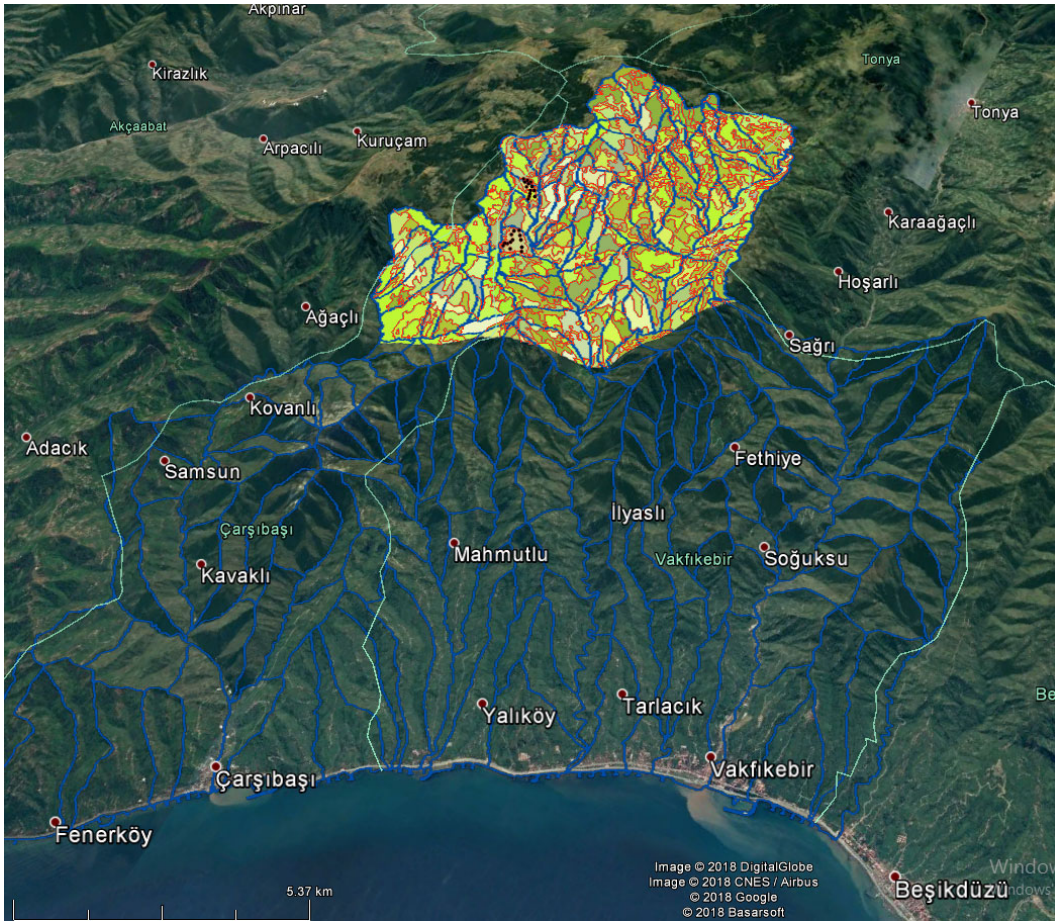 Akpınar
Kirazlık
Tonya
Tonya
Akçaabat
Arpacılı
Kuruçam
Karaağaçlı
Hoşarlı
Ağaçlı
Sağrı
Kovanlı
Adacık
Samsun
Fethiye
İlyaslı
Çarşıbaşı
Mahmutlu
Vakfıkebir
Soğuksu
Kavaklı
Tarlacık
Yalıköy
Be
Vakfıkebir
Çarşıbaşı
Fenerköy
Beşikdüzü
5.37 km
Image © 2018 DigitalGlobe
Image © 2018 CNES / Airbus
© 2018 Google
© 2018 Basarsoft
Window